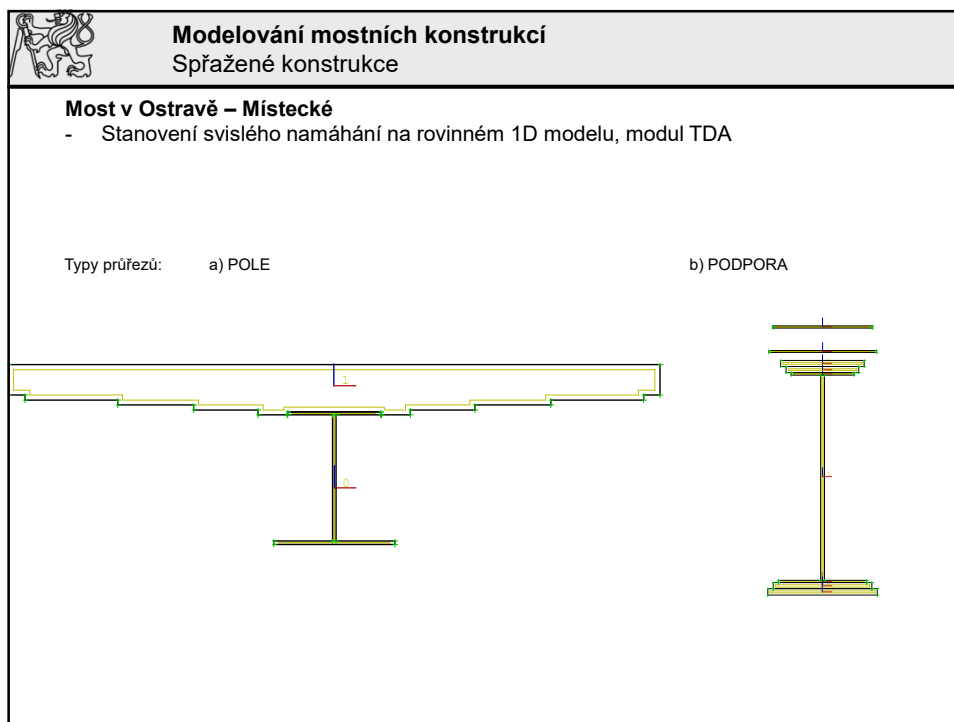 Modelování mostních konstrukcí
Spřažené konstrukce
Most v Ostravě – Místecké
- Stanovení svislého namáhání na rovinném 1D modelu, modul TDA
Typy průřezů: a) POLE b) PODPORA
1
0